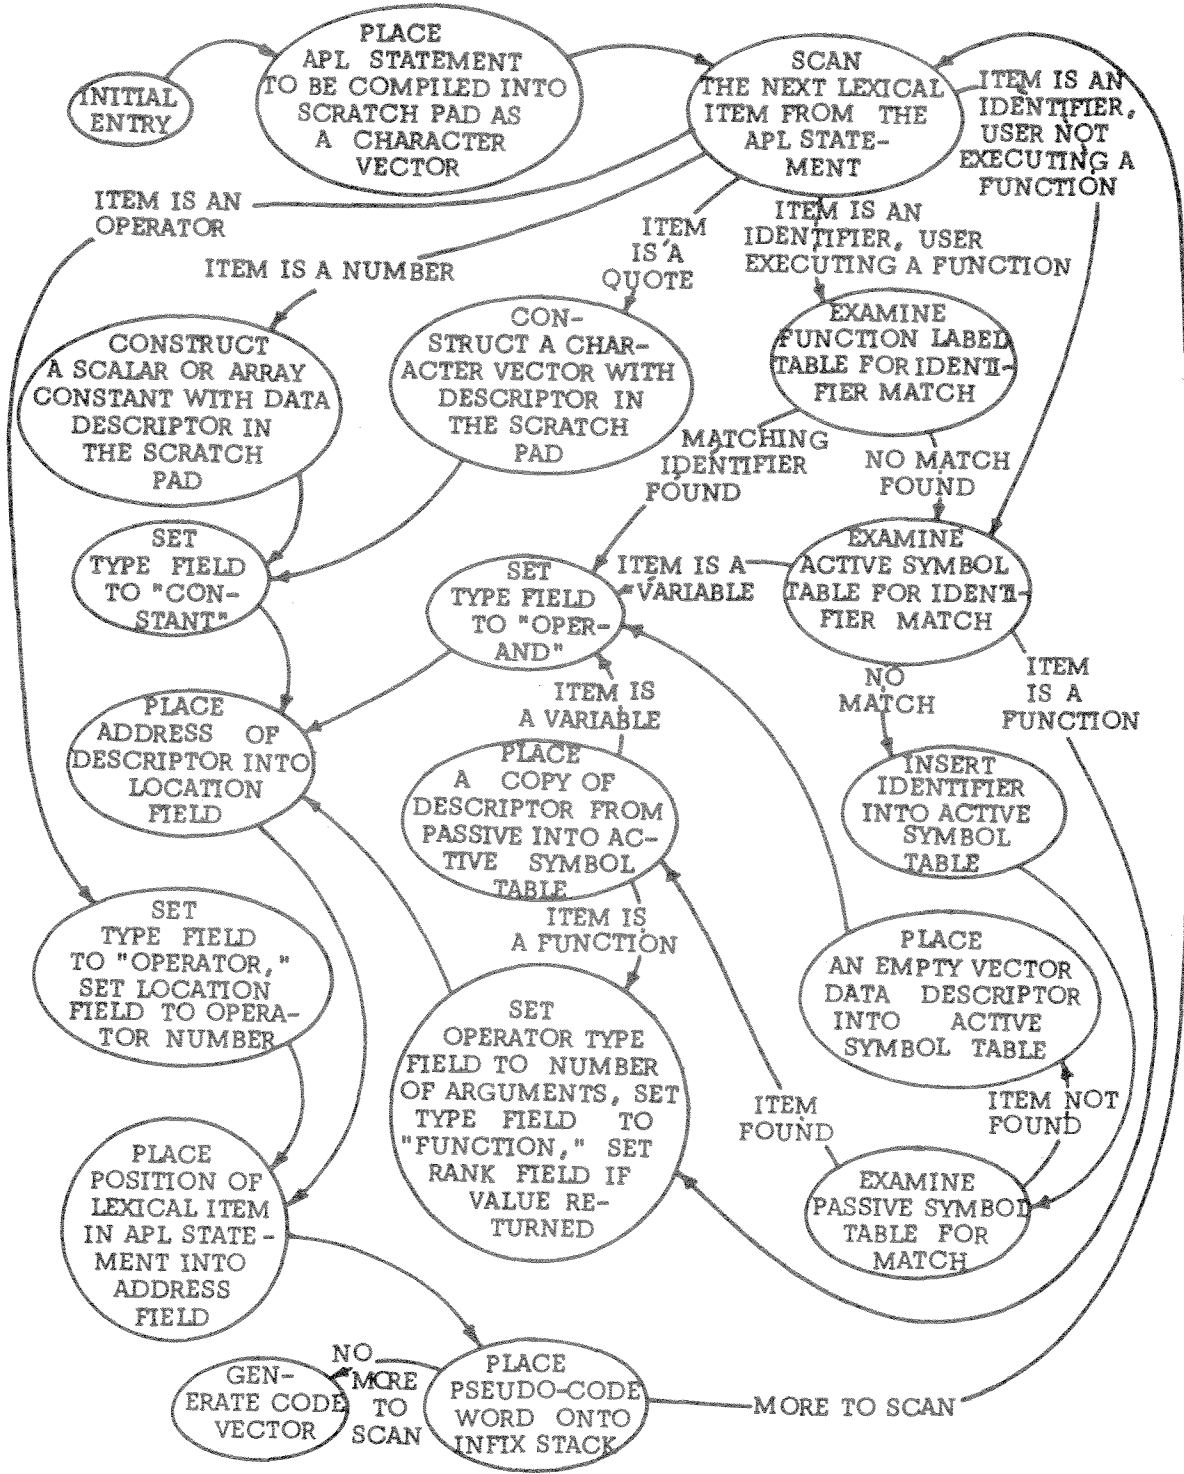 INITIAL
ENTRY
PLACE
APL STATEMENT
TO BE COMPILED INTO
SCRATCH PAD AS
A CHARACTER
VECTOR
SCAN
THE NEXT LEXICAL
ITEM FROM THE
APL STATE-
MENT
ITEM IS AN
IDENTIFIER,
USER NOT
EXECUTING A
FUNCTION
ITEM IS AN
OPERATOR
ITEM IS A NUMBER
ITEM
IS A
QUOTE
ITEM IS AN
IDENTIFIER, USER
EXECUTING A FUNCTION
CONSTRUCT
A SCALAR OR ARRAY
CONSTANT WITH DATA
DESCRIPTOR IN
THE SCRATCH
PAD
CON-
STRUCT A CHAR-
ACTER VECTOR WITH
DESCRIPTOR IN
THE SCRATCH
PAD
EXAMINE
FUNCTION LABEL
TABLE FOR IDENTI-
FIER MATCH
MATCHING
IDENTIFIER
FOUND
NO MATCH
FOUND
SET
TYPE FIELD
TO "CON-
STANT"
SET
TYPE FIELD
TO "OPER-
AND"
ITEM IS A
VARIABLE
EXAMINE
ACTIVE SYMBOL
TABLE FOR IDENTI-
FIER MATCH
ITEM IS
A VARIABLE
NO
MATCH
ITEM
IS A
FUNCTION
PLACE
ADDRESS OF
DESCRIPTOR INTO
LOCATION
FIELD
PLACE
A COPY OF
DESCRIPTOR FROM
PASSIVE INTO AC-
TIVE SYMBOL
TABLE
INSERT
IDENTIFIER
INTO ACTIVE
SYMBOL
TABLE
ITEM IS
A FUNCTION
SET
TYPE FIELD
TO "OPERATOR,"
SET LOCATION
FIELD TO OPERA-
TOR NUMBER
SET
OPERATOR TYPE
FIELD TO NUMBER
OF ARGUMENTS, SET
TYPE FIELD TO
"FUNCTION," SET
RANK FIELD IF
VALUE RE-
TURNED
PLACE
AN EMPTY VECTOR
DATA DESCRIPTOR
INTO ACTIVE
SYMBOL TABLE
ITEM
FOUND
ITEM NOT
FOUND
PLACE
POSITION OF
LEXICAL ITEM
IN APL STATE-
MENT INTO
ADDRESS
FIELD
EXAMINE
PASSIVE SYMBOL
TABLE FOR
MATCH
GEN-
ERATE CODE
VECTOR
NO
MORE
TO
SCAN
PLACE
PSEUDO-CODE
WORD ONTO
INFIX STACK
MORE TO SCAN